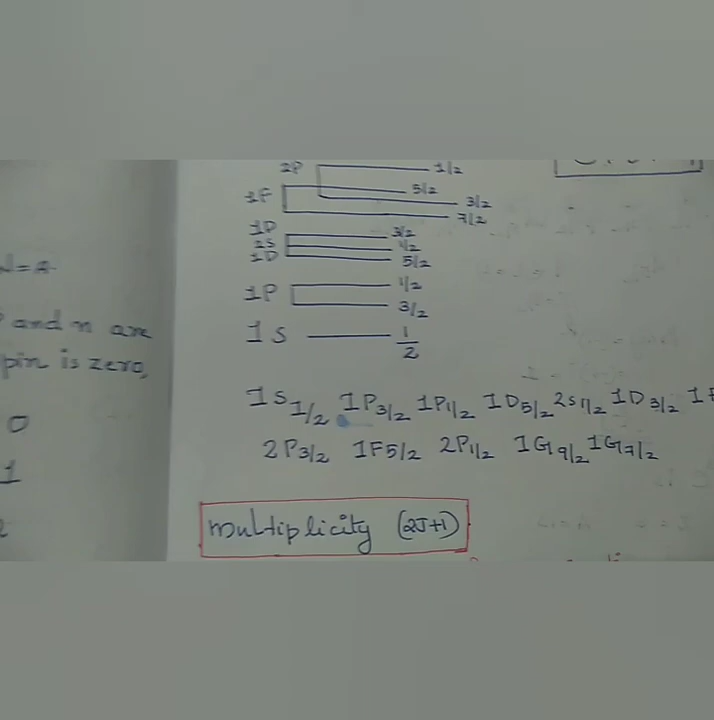 2P 1/2
1F 5/2
3/2
7/2
1D 3/2
2S 1/2
1D 5/2
1P 1/2
3/2
1S 1/2
N=
and n are
pin is zero,
0
1
1S1/2 1P3/2 1P1/2 1D5/2 2S1/2 1D3/2 1F
2P3/2 1F5/2 2P1/2 1G9/2 1G7/2
multiplicity (2J+1)